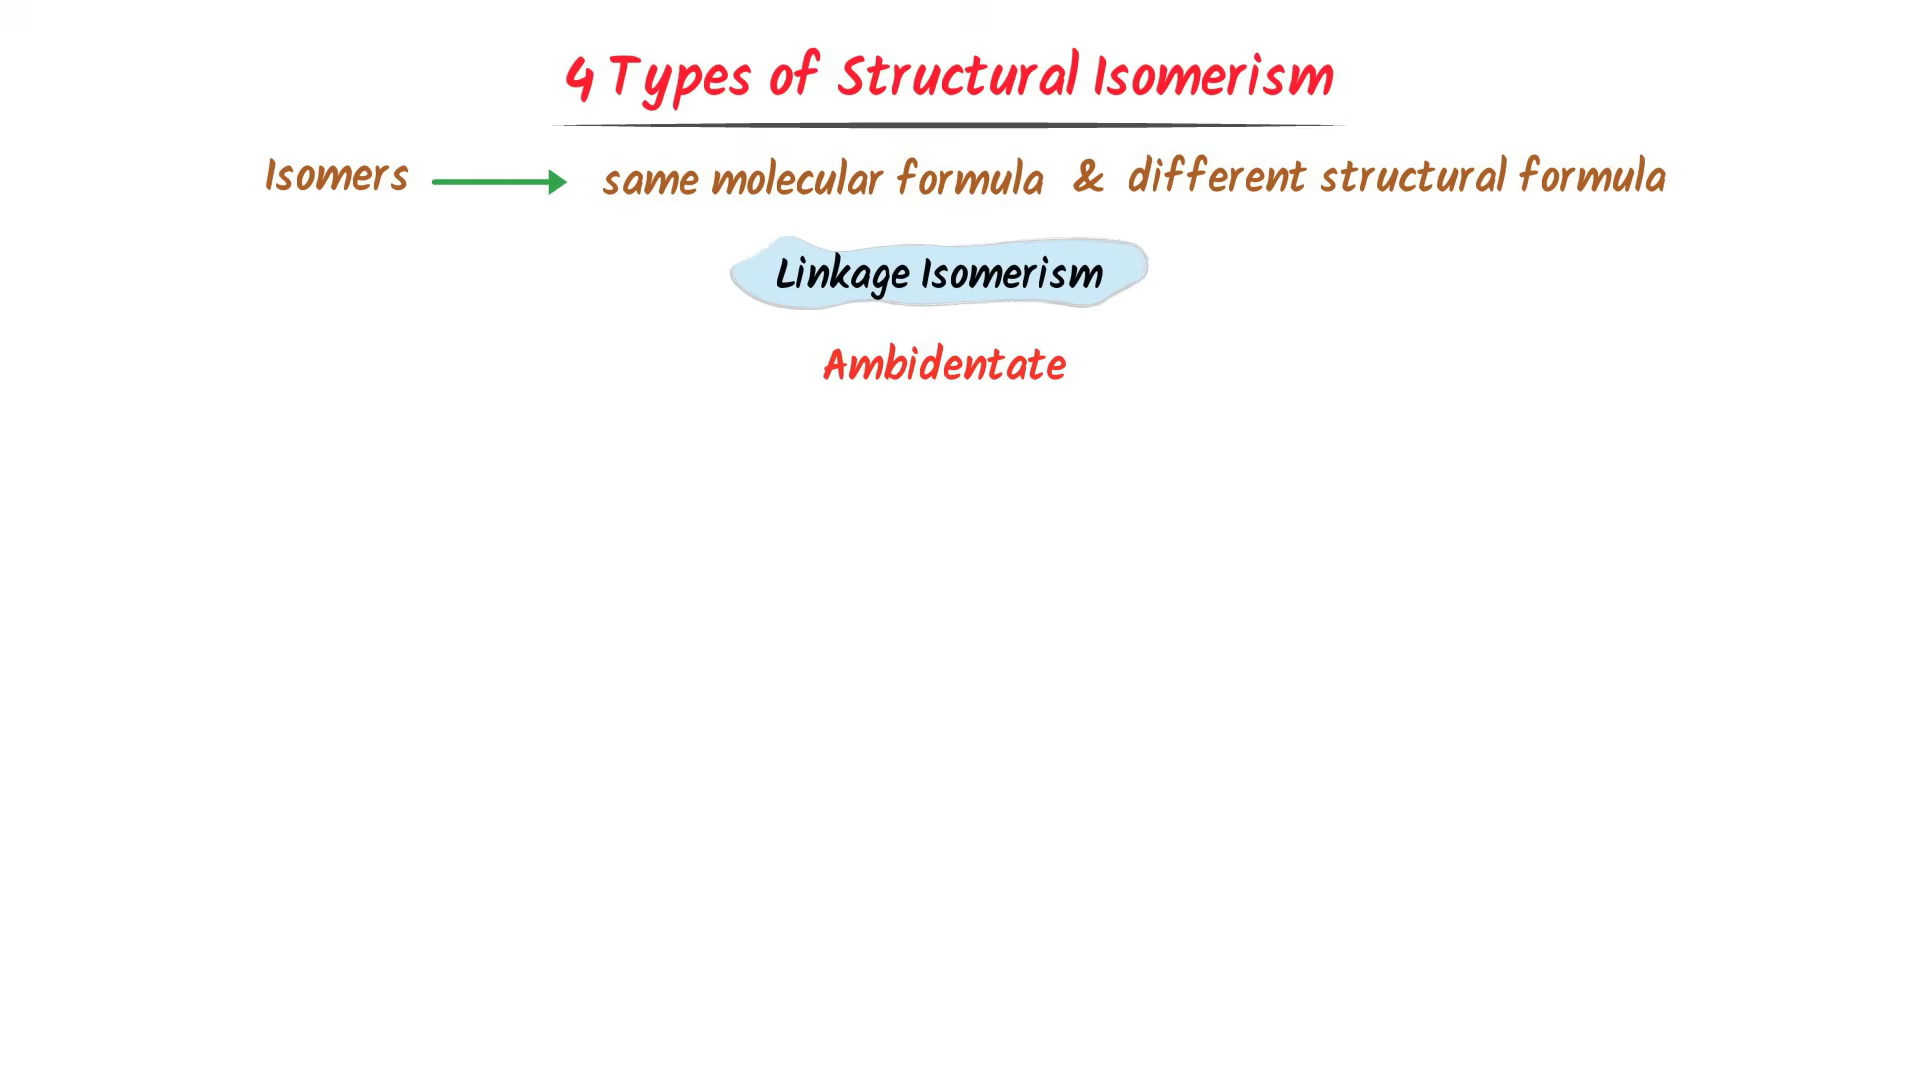 4 Types of Structural Isomerism
Isomers same molecular formula & different structural formula
Linkage Isomerism
Ambidentate